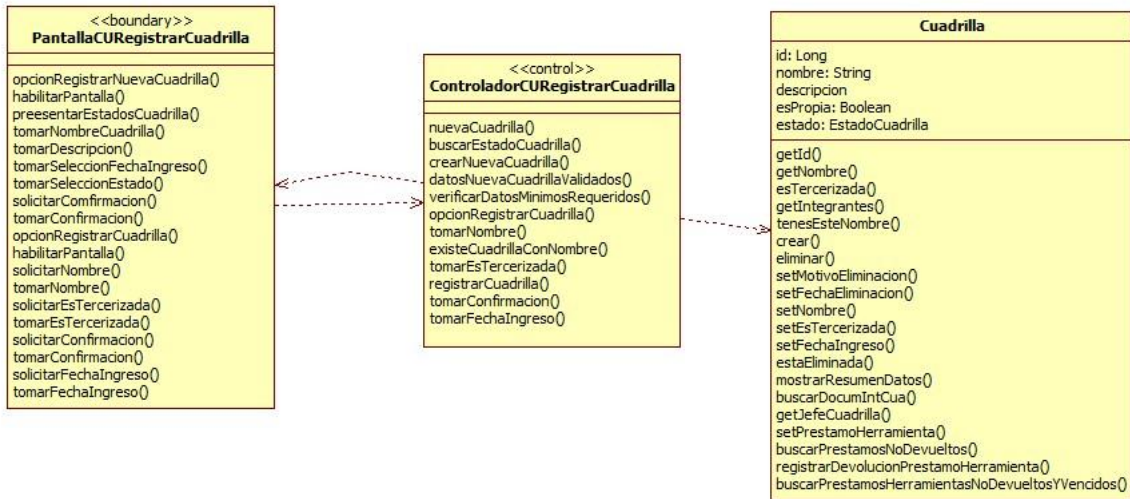 <<boundary>>
PantallaCURegistrarCuadrilla
opcionRegistrarNuevaCuadrilla()
habilitarPantalla()
preesentarEstadosCuadrilla()
tomarNombreCuadrilla()
tomarDescripcion()
tomarSeleccionFechaIngreso()
tomarSeleccionEstado()
solicitarComfirmacion()
tomarConfirmacion()
opcionRegistrarCuadrilla()
habilitarPantalla()
solicitarNombre()
tomarNombre()
solicitarEsTercerizada()
tomarEsTercerizada()
solicitarConfirmacion()
tomarConfirmacion()
solicitarFechaIngreso()
tomarFechaIngreso()
<<control>>
ControladorCURegistrarCuadrilla
nuevaCuadrilla()
buscarEstadoCuadrilla()
crearNuevaCuadrilla()
datosNuevaCuadrillaValidados()
verificarDatosMinimosRequeridos()
opcionRegistrarCuadrilla()
tomarNombre()
existeCuadrillaConNombre()
tomarEsTercerizada()
registrarCuadrilla()
tomarConfirmacion()
tomarFechaIngreso()
Cuadrilla
id: Long
nombre: String
descripcion
esPropia: Boolean
estado: EstadoCuadrilla
getId()
getNombre()
esTercerizada()
getIntegrantes()
tenesEsteNombre()
crear()
eliminar()
setMotivoEliminacion()
setFechaEliminacion()
setNombre()
setEsTercerizada()
setFechaIngreso()
estaEliminada()
mostrarResumenDatos()
buscarDocumIntCua()
getJefeCuadrilla()
setPrestamoHerramienta()
buscarPrestamosNoDevueltos()
registrarDevolucionPrestamoHerramienta()
buscarPrestamosHerramientasNoDevueltosYVencidos()